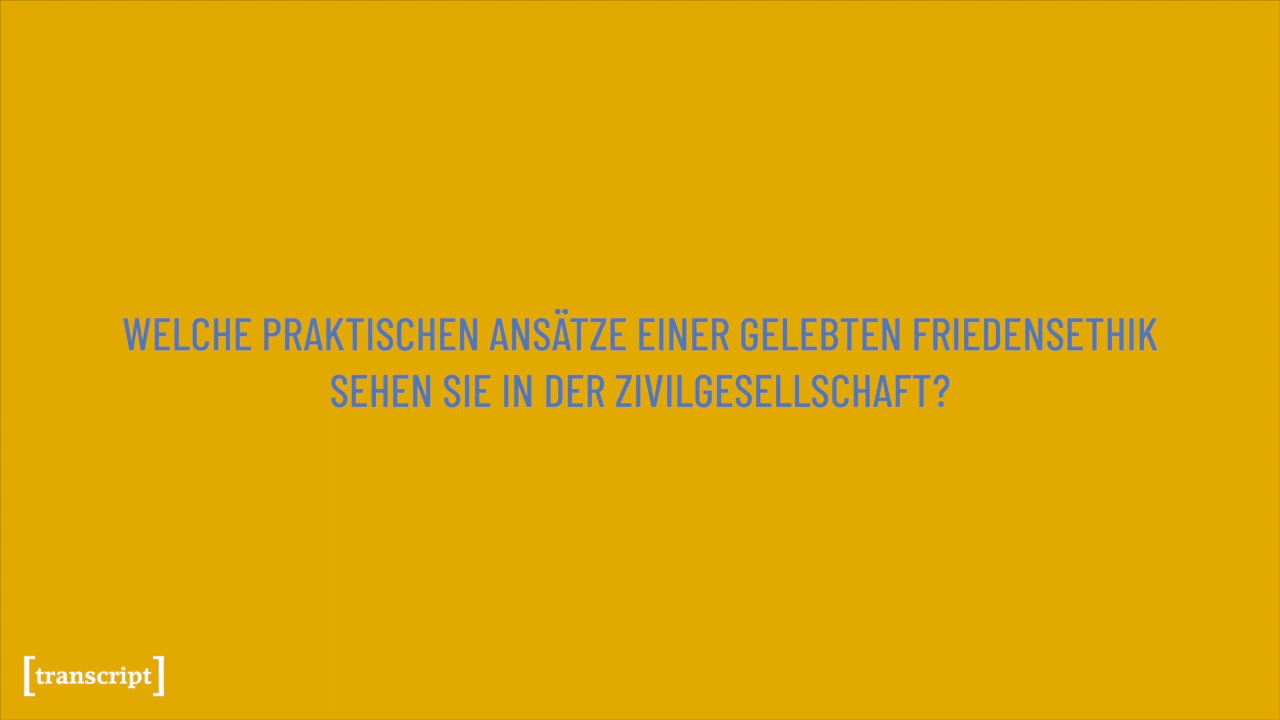 WELCHE PRAKTISCHEN ANSÄTZE EINER GELEBTEN FRIEDENSETHIK
SEHEN SIE IN DER ZIVILGESELLSCHAFT?
[transcript]